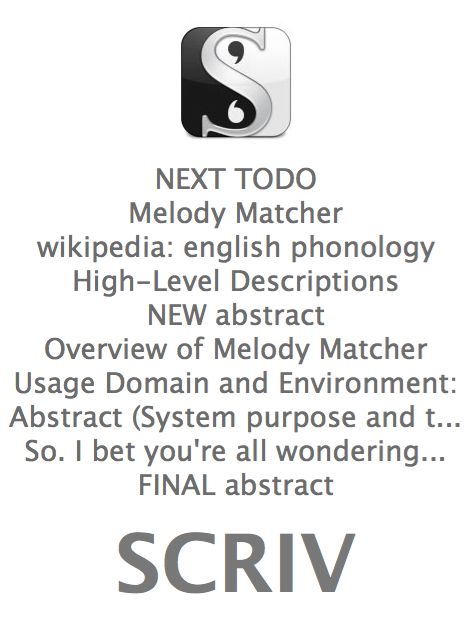 NEXT TODO
Melody Matcher
wikipedia: english phonology
High-Level Descriptions
NEW abstract
Overview of Melody Matcher
Usage Domain and Environment:
Abstract (System purpose and t...
So. I bet you're all wondering...
FINAL abstract
SCRIV